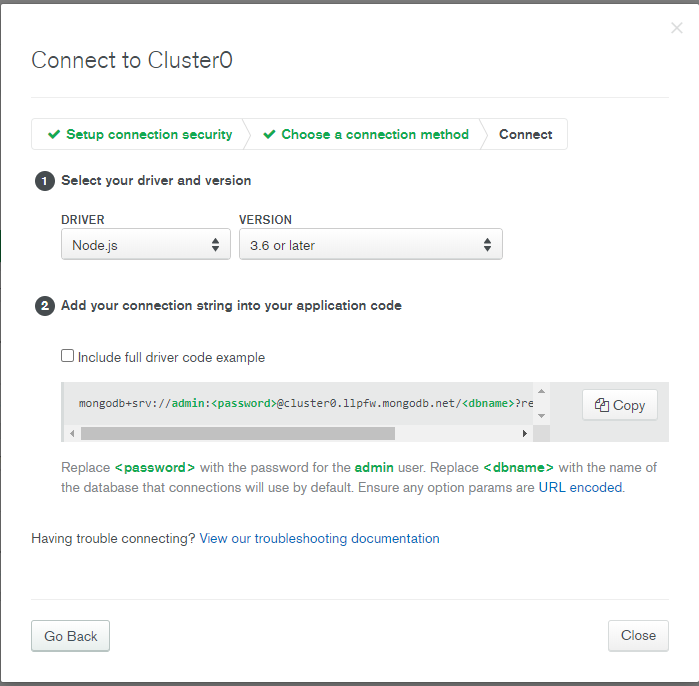 Connect to Cluster0
Setup connection security
Choose a connection method
Connect
1 Select your driver and version
DRIVER
VERSION
Node.js
3.6 or later
2 Add your connection string into your application code
Include full driver code example
mongodb+srv://admin:<password>@cluster0.llpfw.mongodb.net/<dbname>?re
Copy
Replace <password> with the password for the admin user. Replace <dbname> with the name of
the database that connections will use by default. Ensure any option params are URL encoded.
Having trouble connecting? View our troubleshooting documentation
Go Back
Close